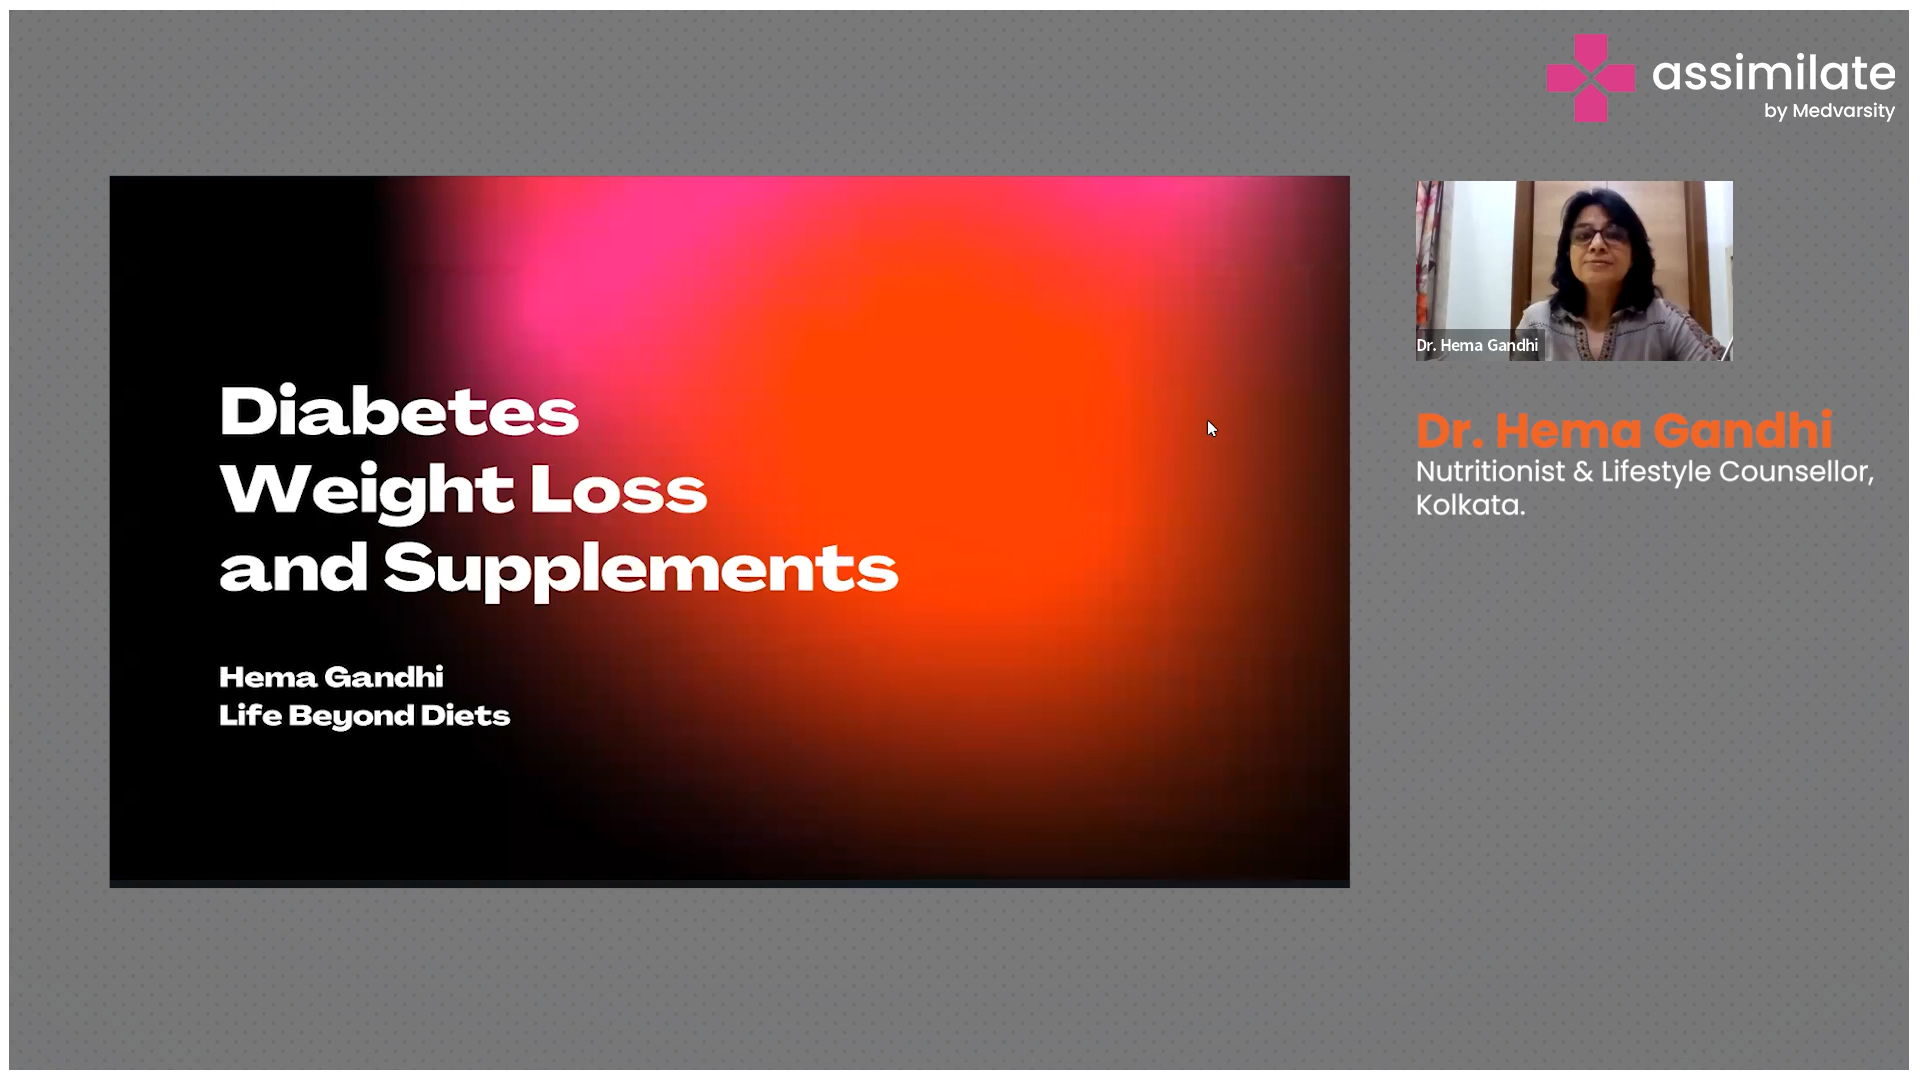 assimilate
by Medvarsity
Diabetes
Weight Loss
and Supplements
Hema Gandhi
Life Beyond Diets
Dr. Hema Gandhi
Dr. Hema Gandhi
Nutritionist & Lifestyle Counsellor,
Kolkata.